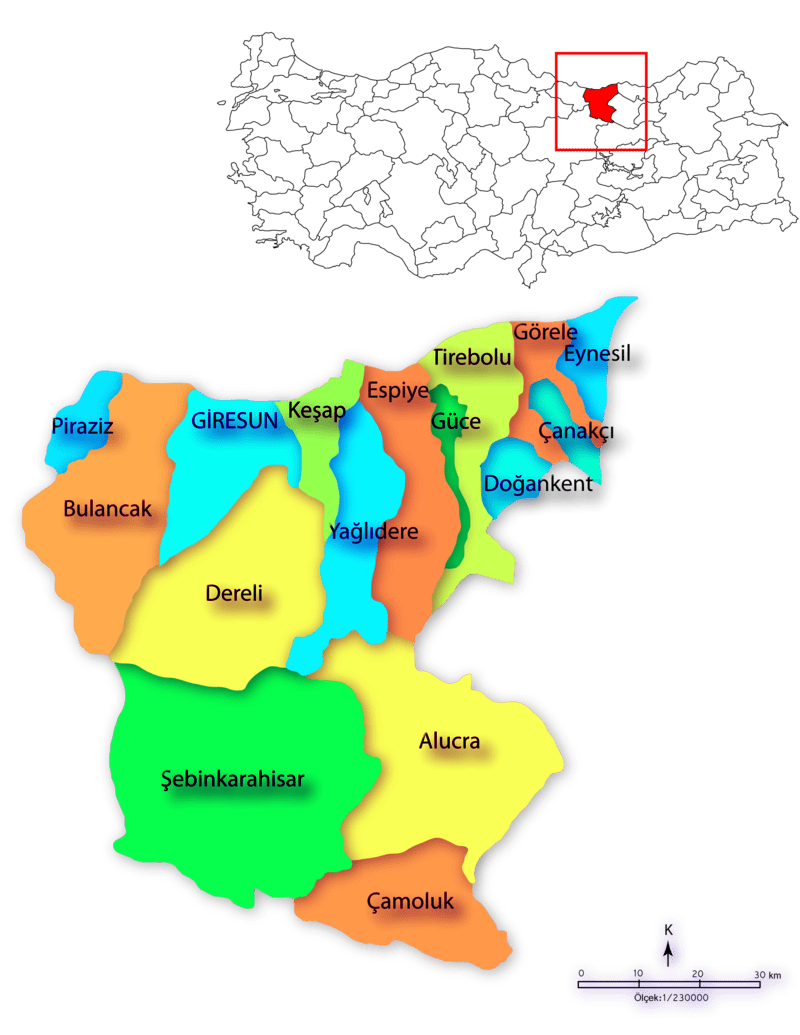 Görele
Eynesil
Tirebolu
Espiye
Keşap
GİRESUN
Güce
Piraziz
Çanakçı
Doğankent
Bulancak
Yağlıdere
Dereli
Alucra
Şebinkarahisar
Çamoluk
K
0 10 20 30 km
Ölçek:1/230000